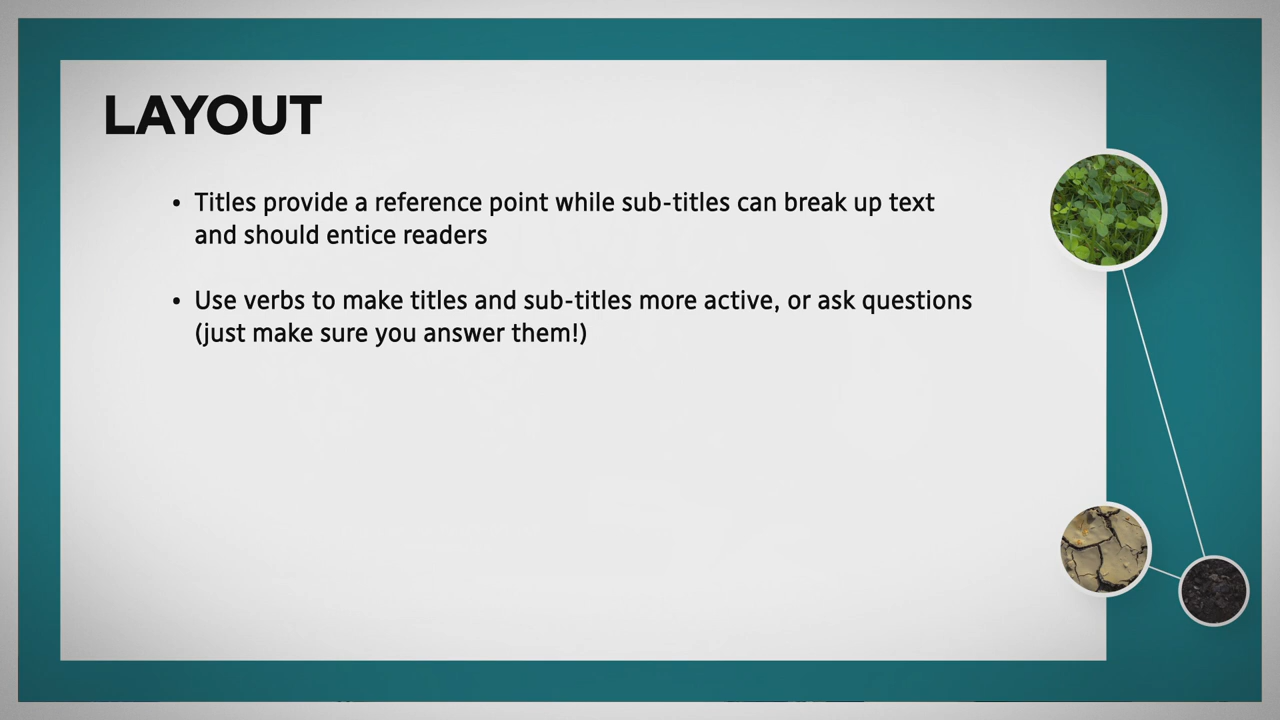 LAYOUT
• Titles provide a reference point while sub-titles can break up text
and should entice readers
• Use verbs to make titles and sub-titles more active, or ask questions
(just make sure you answer them!)